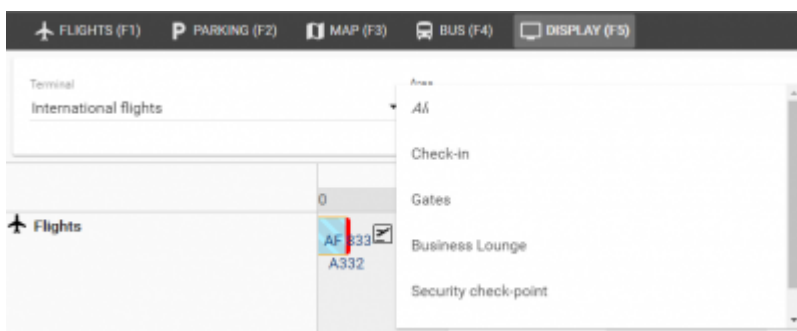 FLIGHTS (F1) PARKING (F2) MAP (F3) BUS (F4) DISPLAY (F5)
Terminal
Area
International flights
All
Check-in
Gates
0
Flights
AF 333
Business Lounge
A332
Security check-point